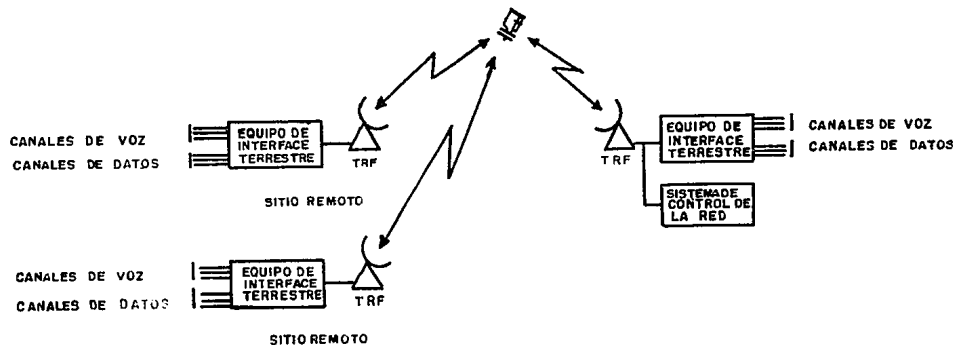 CANALES DE VOZ
CANALES DE DATOS
EQUIPO DE
INTERFACE
TERRESTRE
TRF
SITIO REMOTO
CANALES DE VOZ
CANALES DE DATOS
EQUIPO DE
INTERFACE
TERRESTRE
TRF
SITIO REMOTO
TRF
EQUIPO DE
INTERFACE
TERRESTRE
CANALES DE VOZ
CANALES DE DATOS
SISTEMA DE
CONTROL DE
LA RED